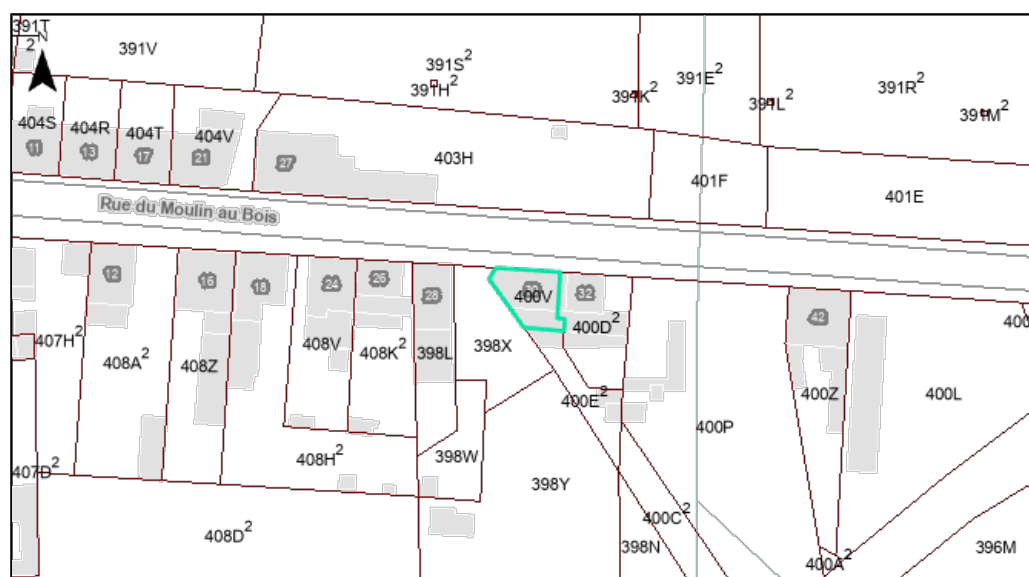 391T
2
N
391V
391S²
391H²
391K²
391E²
391L²
391R²
391M²
404S
404R
404T
404V
403H
401F
401E
11
13
17
21
27
Rue du Moulin au Bois
12
16
18
24
26
28
400V
32
42
407H²
408A²
408Z
408V
408K²
398L
398X
400D²
400E²
400P
400Z
400L
400
407D²
408H²
398W
398Y
400C²
398N
408D²
400A²
396M